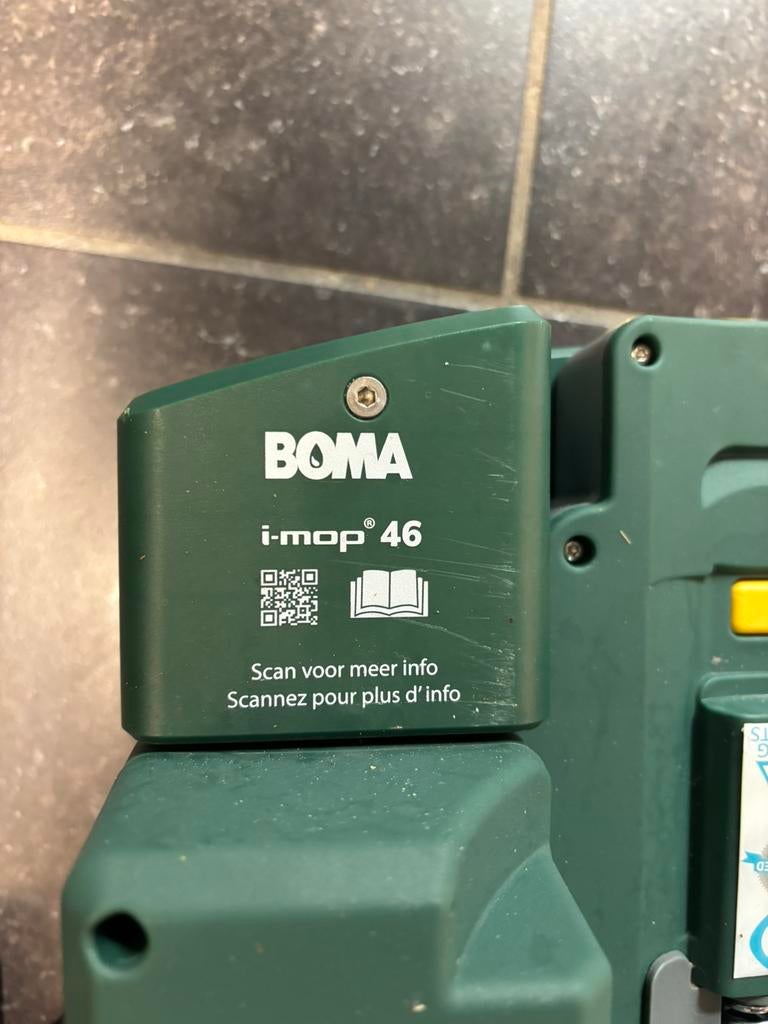 BOMA
i-mop® 46
Scan voor meer info
Scannez pour plus d' info